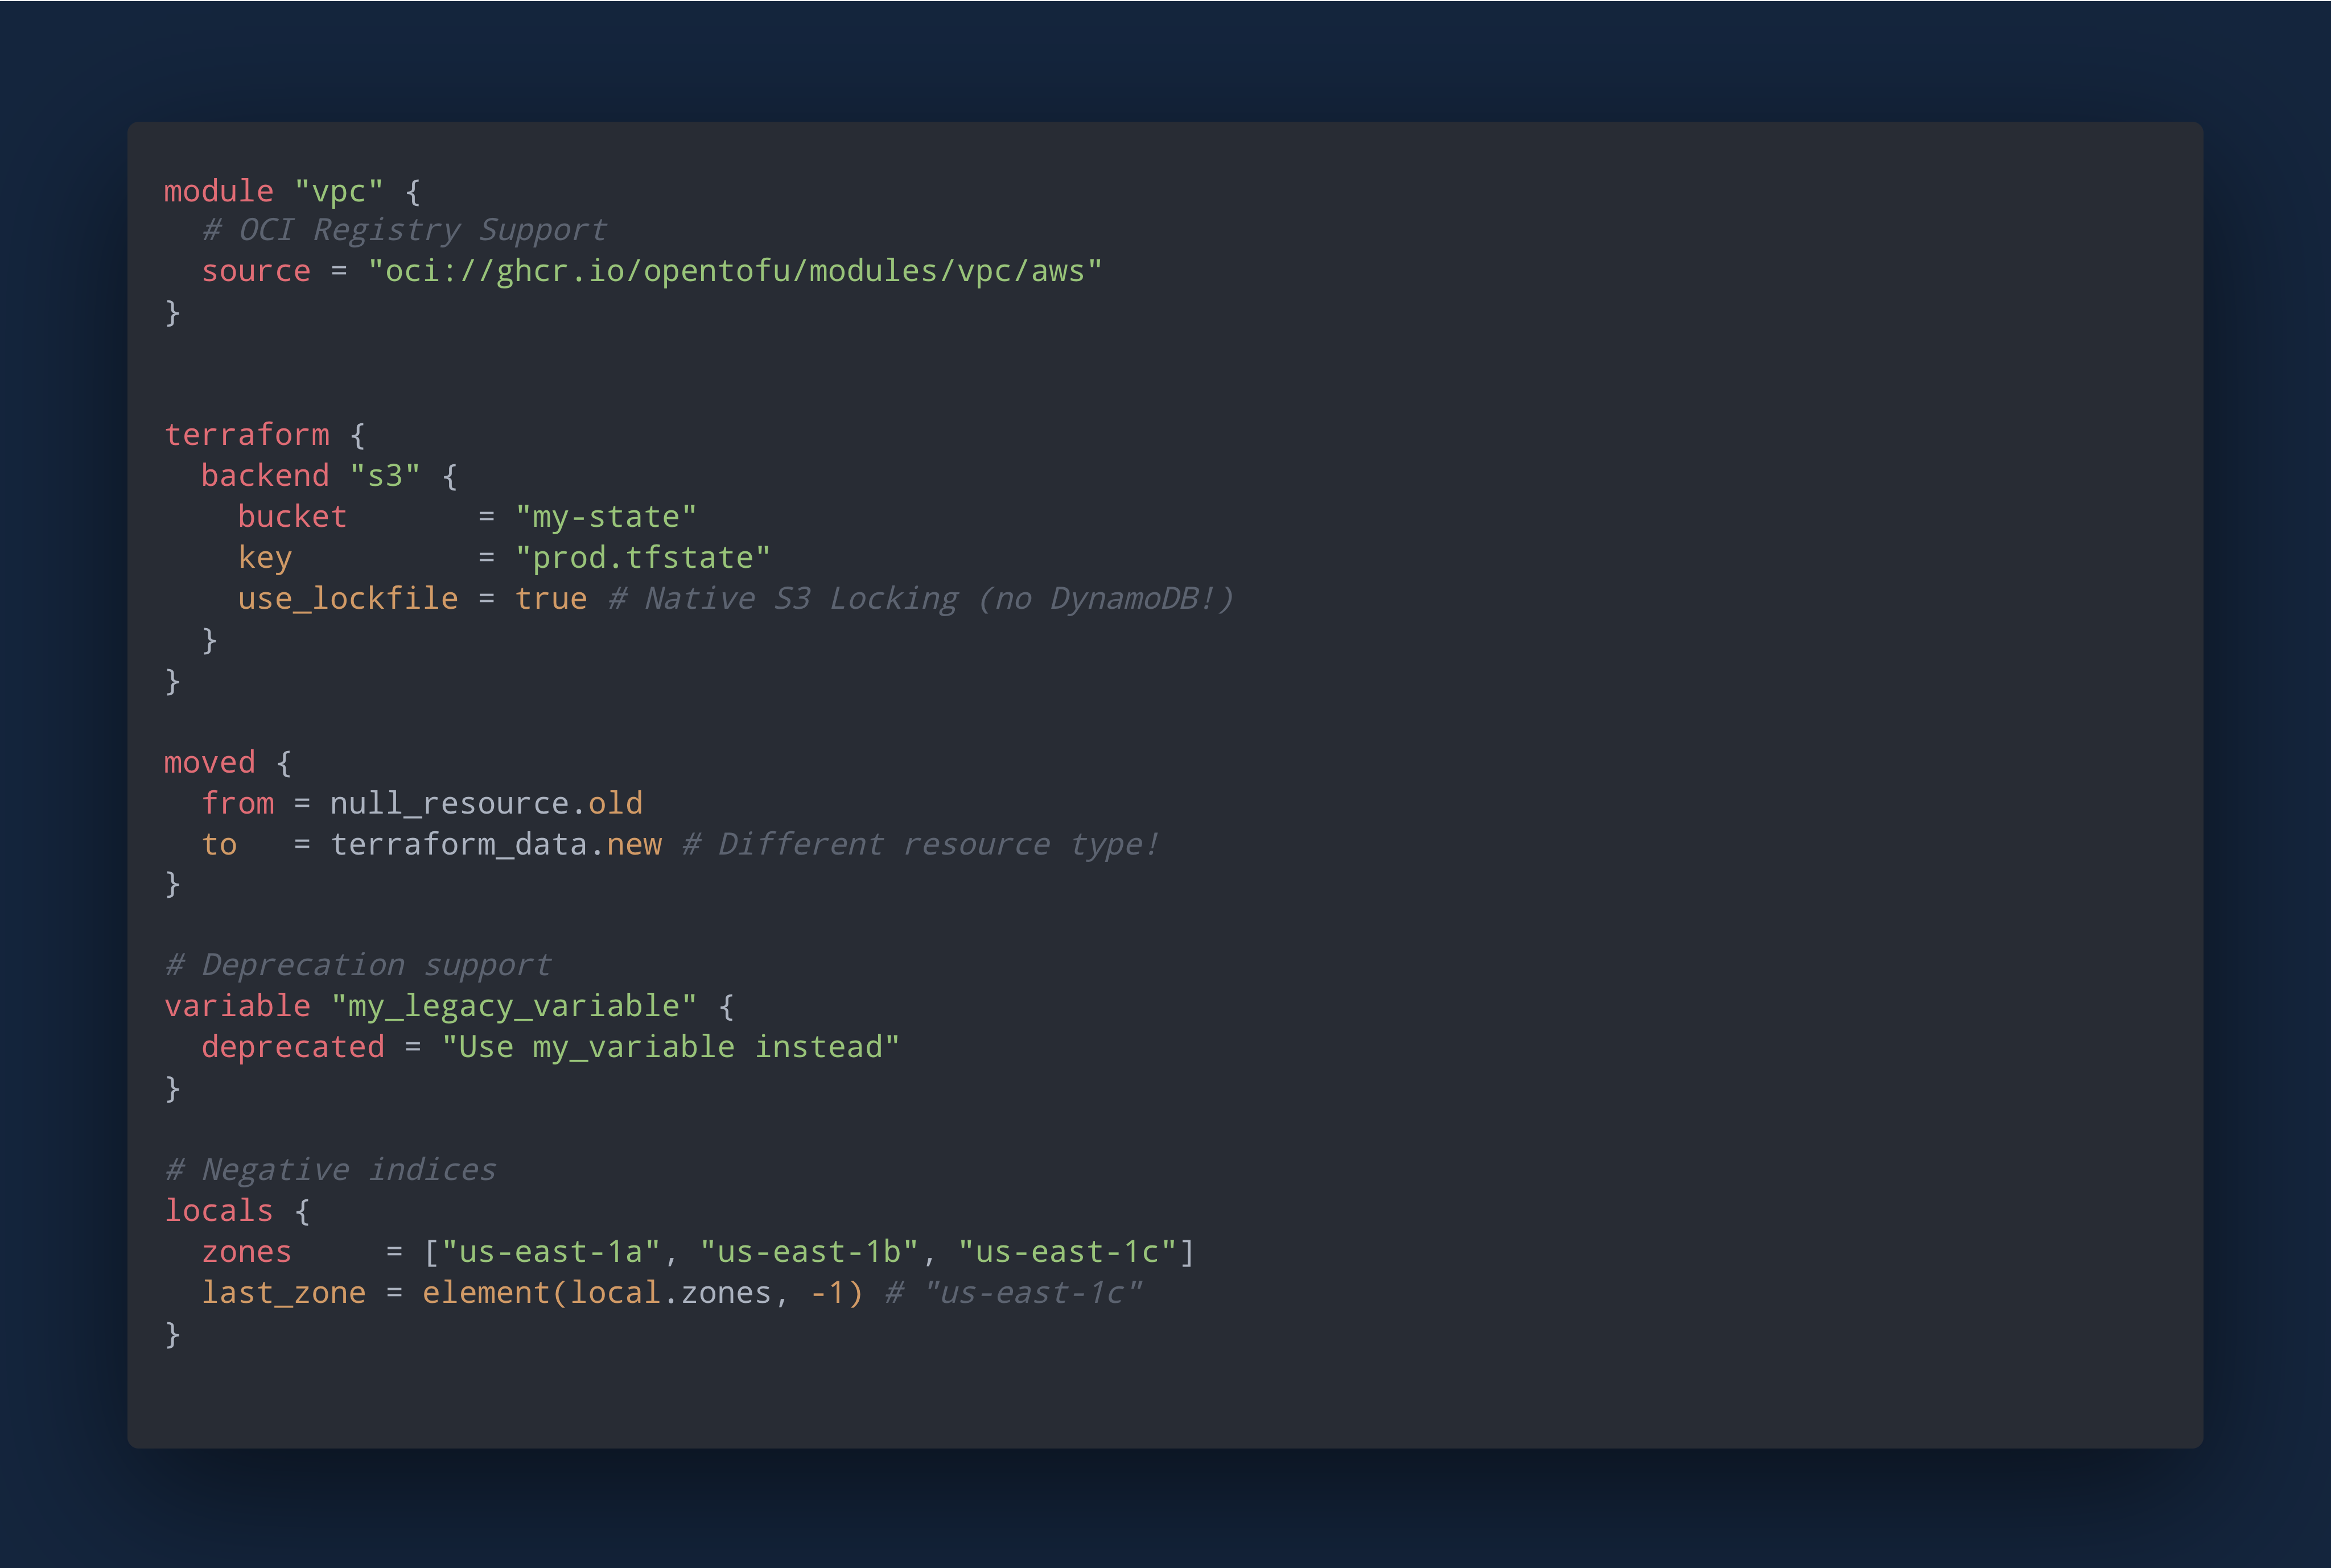 module "vpc" {
  # OCI Registry Support
  source = "oci://ghcr.io/opentofu/modules/vpc/aws"
}
terraform {
  backend "s3" {
    bucket       = "my-state"
    key          = "prod.tfstate"
    use_lockfile = true # Native S3 Locking (no DynamoDB!)
  }
}
moved {
  from = null_resource.old
  to   = terraform_data.new # Different resource type!
}
# Deprecation support
variable "my_legacy_variable" {
  deprecated = "Use my_variable instead"
}
# Negative indices
locals {
  zones     = ["us-east-1a", "us-east-1b", "us-east-1c"]
  last_zone = element(local.zones, -1) # "us-east-1c"
}